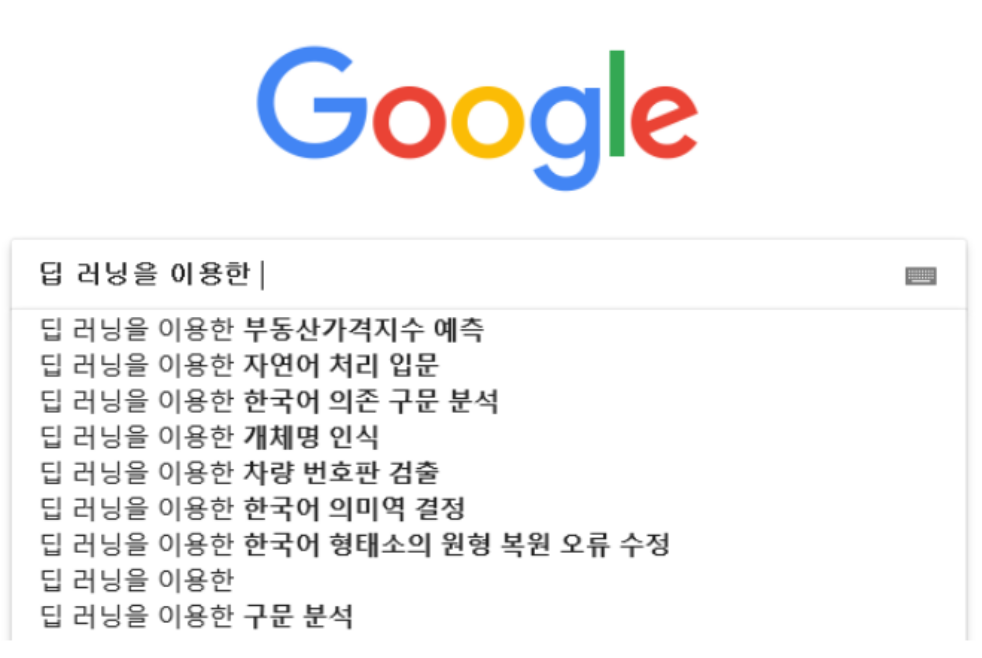 Google
딥 러닝을 이용한
딥 러닝을 이용한 부동산가격지수 예측
딥 러닝을 이용한 자연어 처리 입문
딥 러닝을 이용한 한국어 의존 구문 분석
딥 러닝을 이용한 개체명 인식
딥 러닝을 이용한 차량 번호판 검출
딥 러닝을 이용한 한국어 의미역 결정
딥 러닝을 이용한 한국어 형태소의 원형 복원 오류 수정
딥 러닝을 이용한
딥 러닝을 이용한 구문 분석